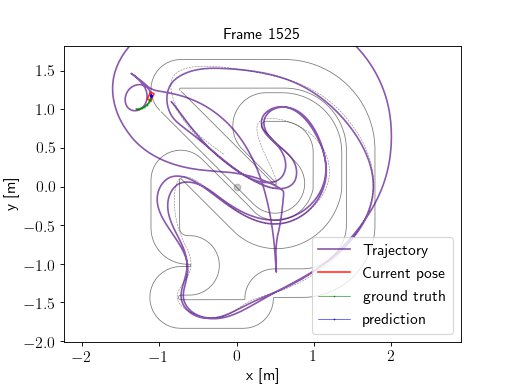 Frame 1525
1.5
1.0
0.5
0.0
−0.5
−1.0
−1.5
−2.0
y [m]
−2
−1
0
1
2
x [m]
Trajectory
Current pose
ground truth
prediction